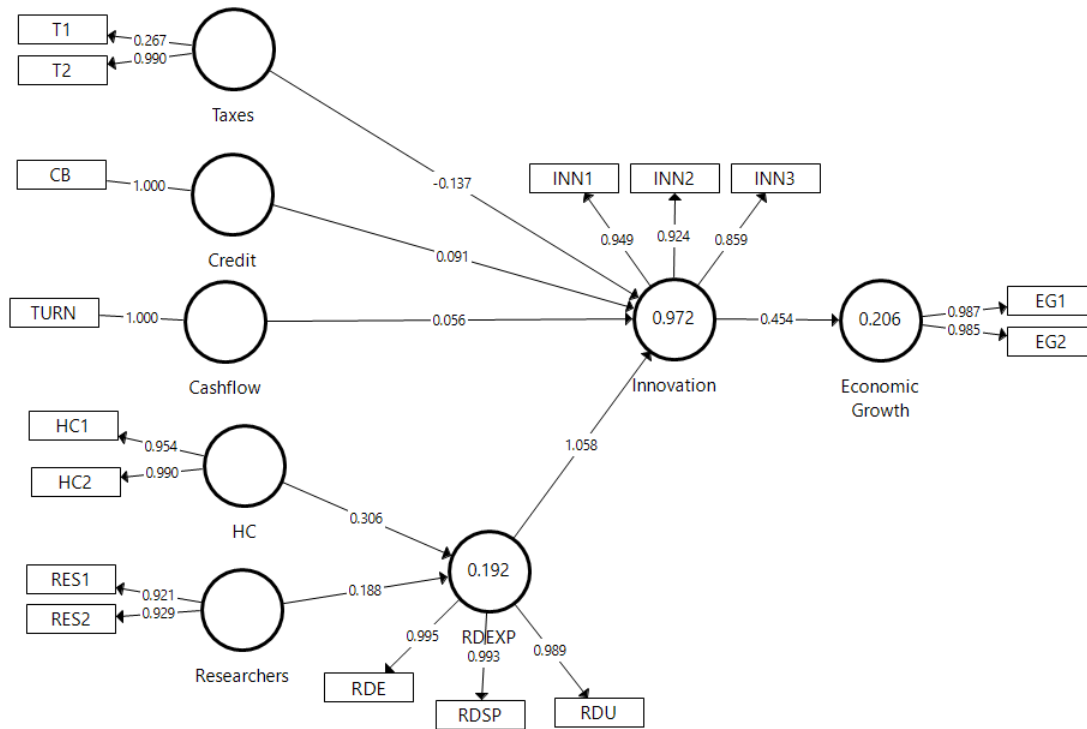 T1
0.267
T2
0.990
Taxes
CB
1.000
Credit
-0.137
0.091
INN1
INN2
INN3
0.949
0.924
0.859
TURN
1.000
Cashflow
0.056
0.972
Innovation
0.454
0.206
Economic
Growth
0.987
EG1
0.985
EG2
HC1
0.954
HC2
0.990
HC
0.306
1.058
RES1
0.921
RES2
0.929
Researchers
0.188
0.192
RDEXP
0.995
0.993
0.989
RDE
RDSP
RDU